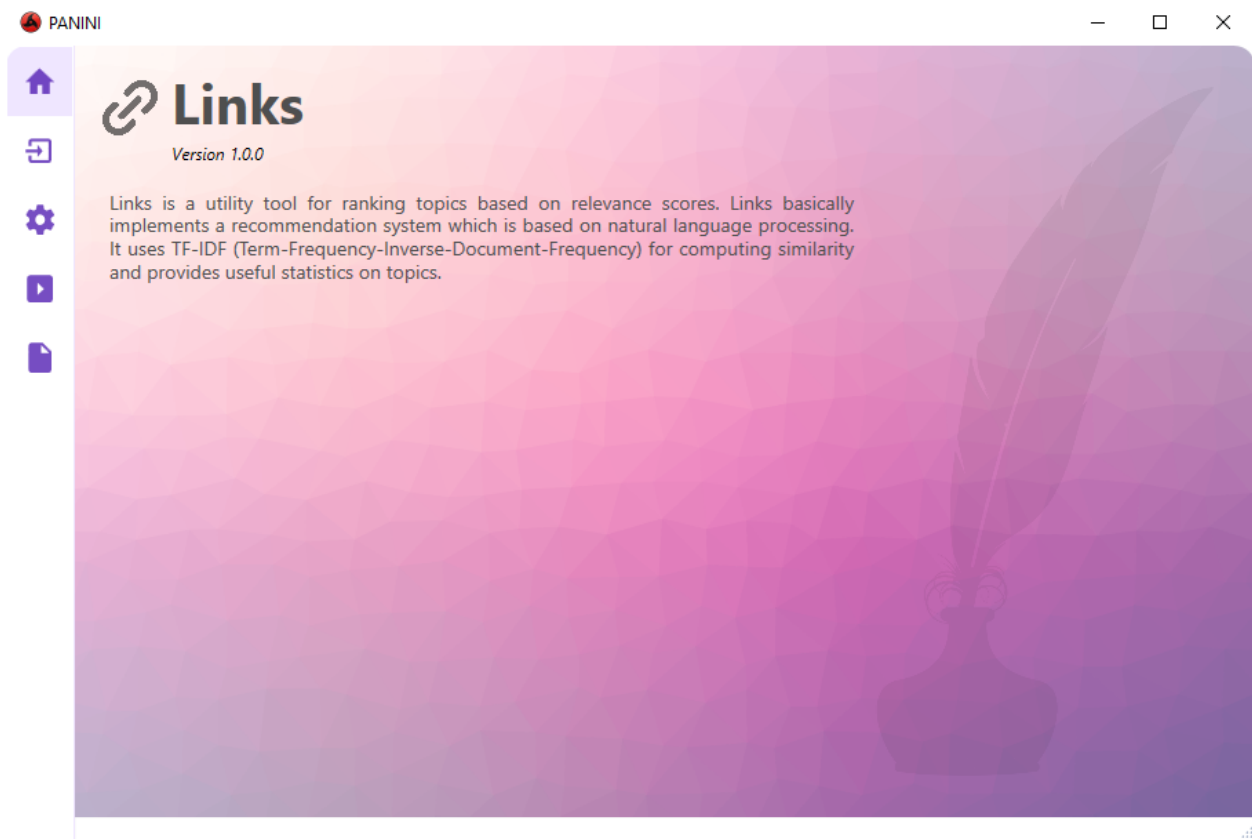 PANINI
Links
Version 1.0.0
Links is a utility tool for ranking topics based on relevance scores. Links basically
implements a recommendation system which is based on natural language processing.
It uses TF-IDF (Term-Frequency-Inverse-Document-Frequency) for computing similarity
and provides useful statistics on topics.